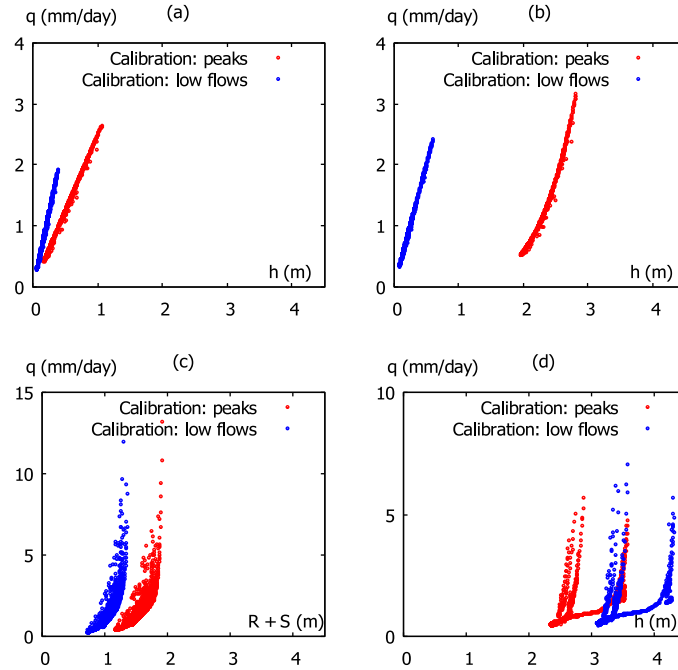 q (mm/day) (a)
Calibration: peaks
Calibration: low flows
4
3
2
1
0
h (m)
0 1 2 3 4
q (mm/day) (b)
Calibration: peaks
Calibration: low flows
4
3
2
1
0
h (m)
0 1 2 3 4
q (mm/day) (c)
Calibration: peaks
Calibration: low flows
15
10
5
0
R + S (m)
0 1 2 3 4
q (mm/day) (d)
Calibration: peaks
Calibration: low flows
10
5
0
h (m)
0 1 2 3 4